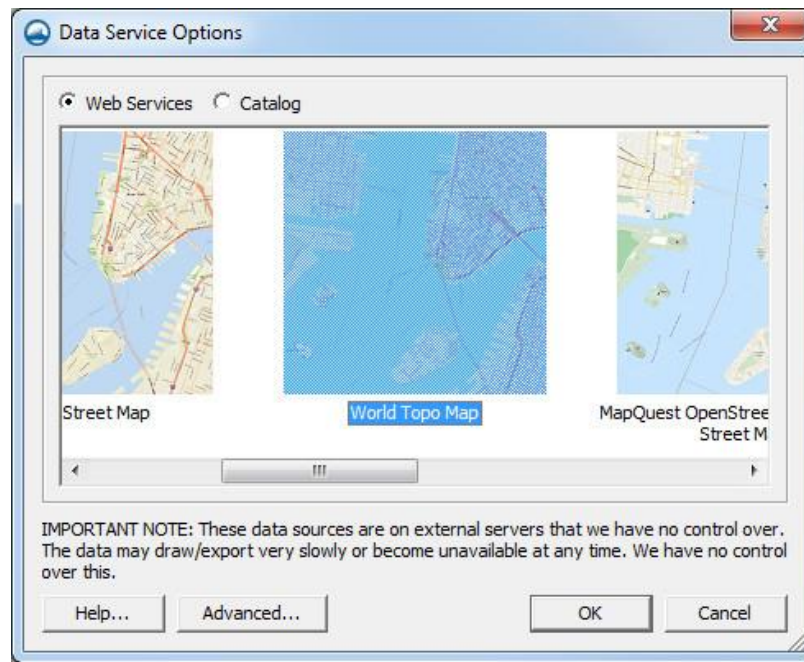 Data Service Options
Web Services
Catalog
Street Map
World Topo Map
MapQuest OpenStree
Street M
IMPORTANT NOTE: These data sources are on external servers that we have no control over.
The data may draw/export very slowly or become unavailable at any time. We have no control
over this.
Help...
Advanced...
OK
Cancel